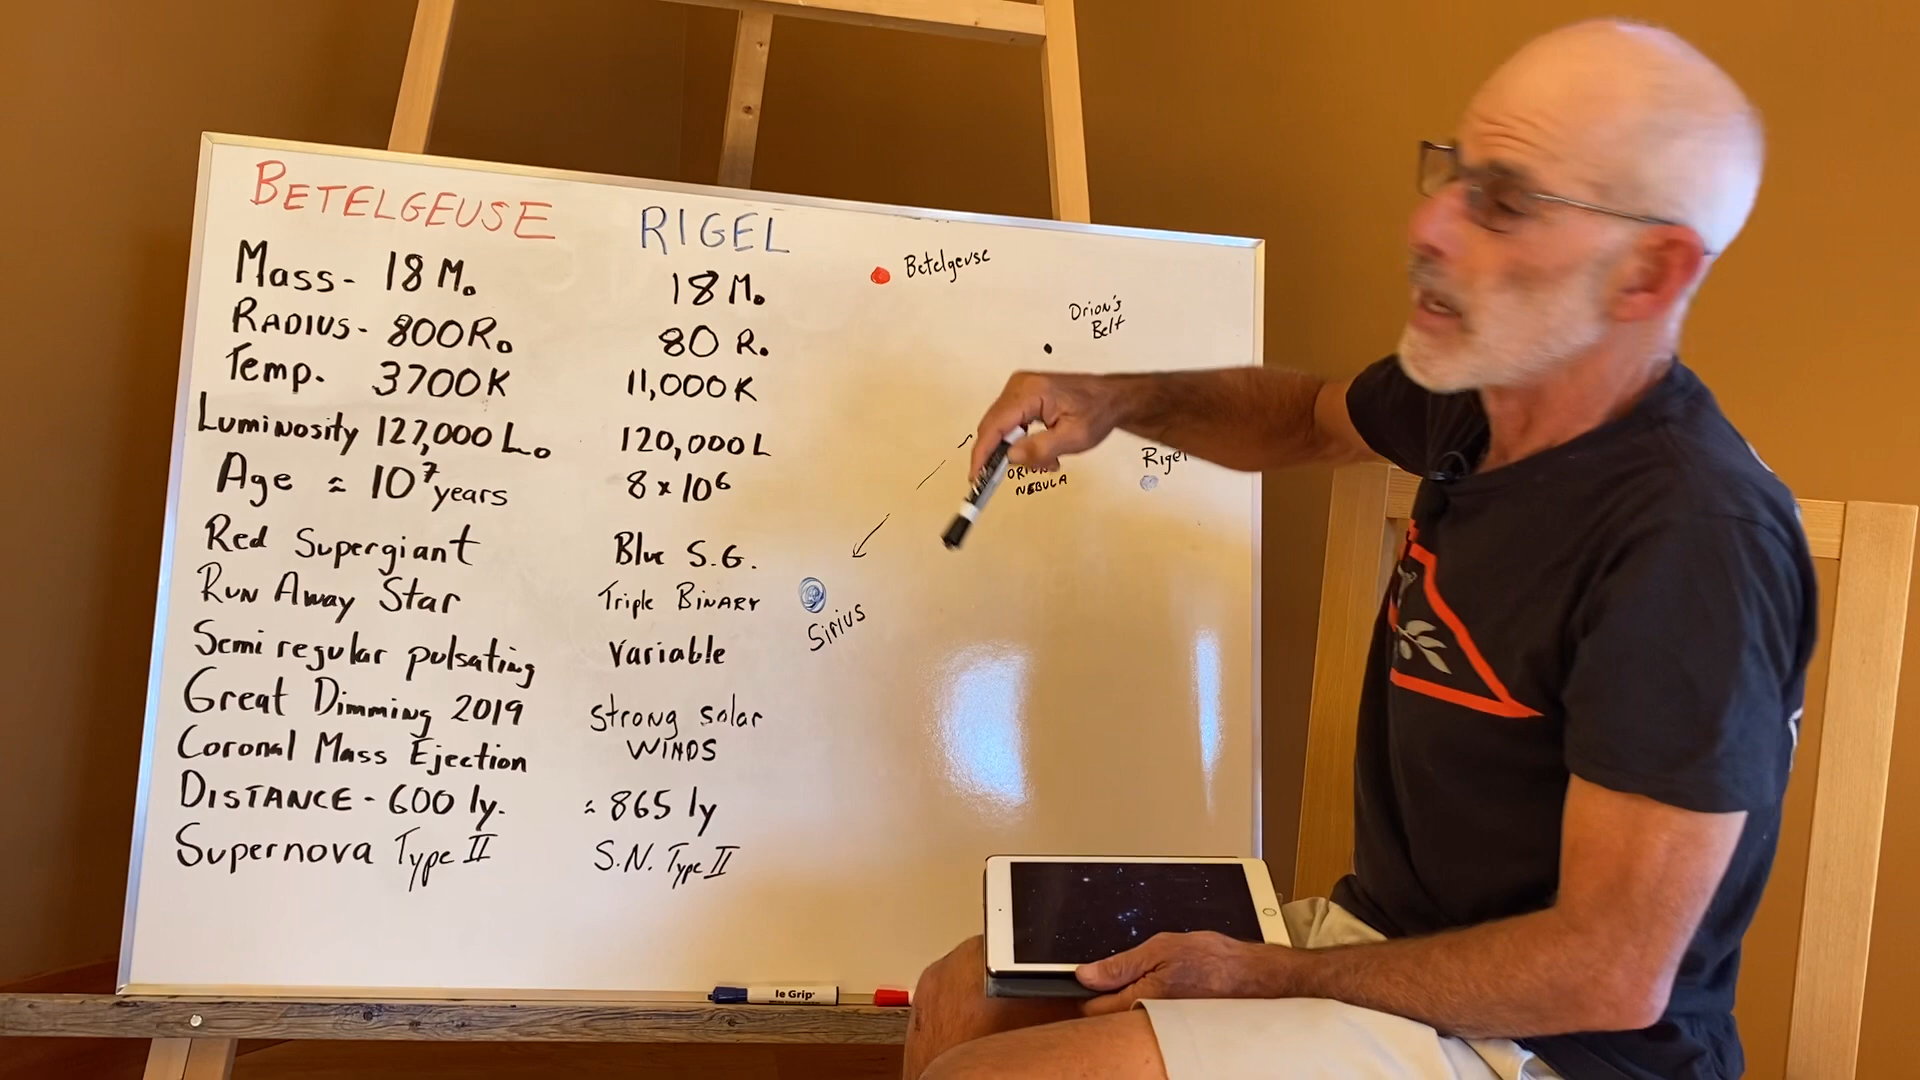 BETELGEUSE RIGEL
Mass - 18 M⊙ 18 M⊙
RADIUS - 800 R⊙ 80 R⊙
Temp. 3700K 11,000K
Luminosity 127,000 L⊙ 120,000 L
Age ≈ 10⁷ years 8 x 10⁶
Red Supergiant Blue S.G.
Run Away Star Triple BINARY
Semi regular pulsating Variable
Great Dimming 2019 Strong solar
WINDS
Coronal Mass Ejection
DISTANCE - 600 ly. ≈ 865 ly
Supernova Type II S.N. Type II
Betelgeuse
Orion's
Belt
Rigel
ORION
NEBULA
Sirius
le Grip